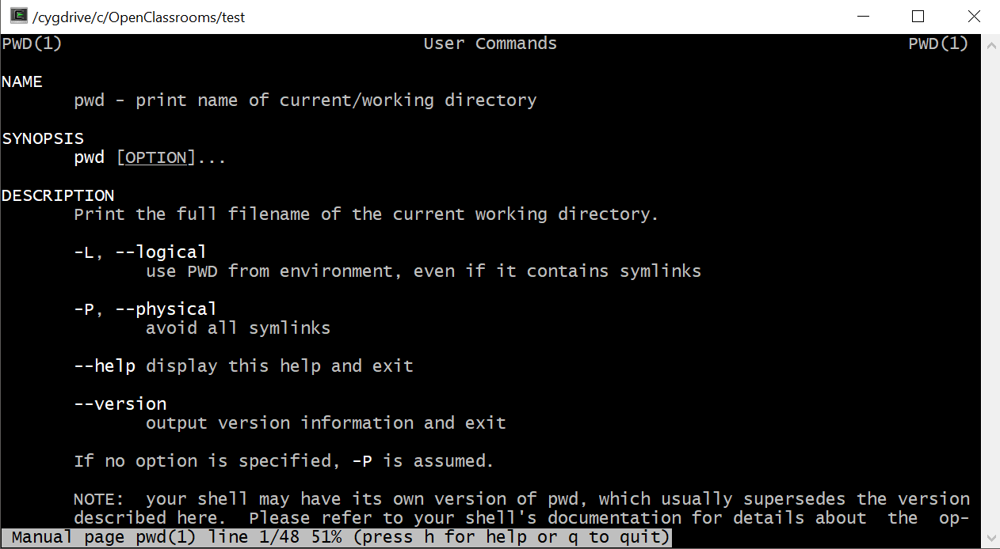 /cygdrive/c/OpenClassrooms/test
PWD(1) User Commands PWD(1)
NAME
pwd - print name of current/working directory
SYNOPSIS
pwd [OPTION]...
DESCRIPTION
Print the full filename of the current working directory.
-L, --logical
use PWD from environment, even if it contains symlinks
-P, --physical
avoid all symlinks
--help display this help and exit
--version
output version information and exit
If no option is specified, -P is assumed.
NOTE: your shell may have its own version of pwd, which usually supersedes the version
described here. Please refer to your shell's documentation for details about the op-
Manual page pwd(1) line 1/48 51% (press h for help or q to quit)